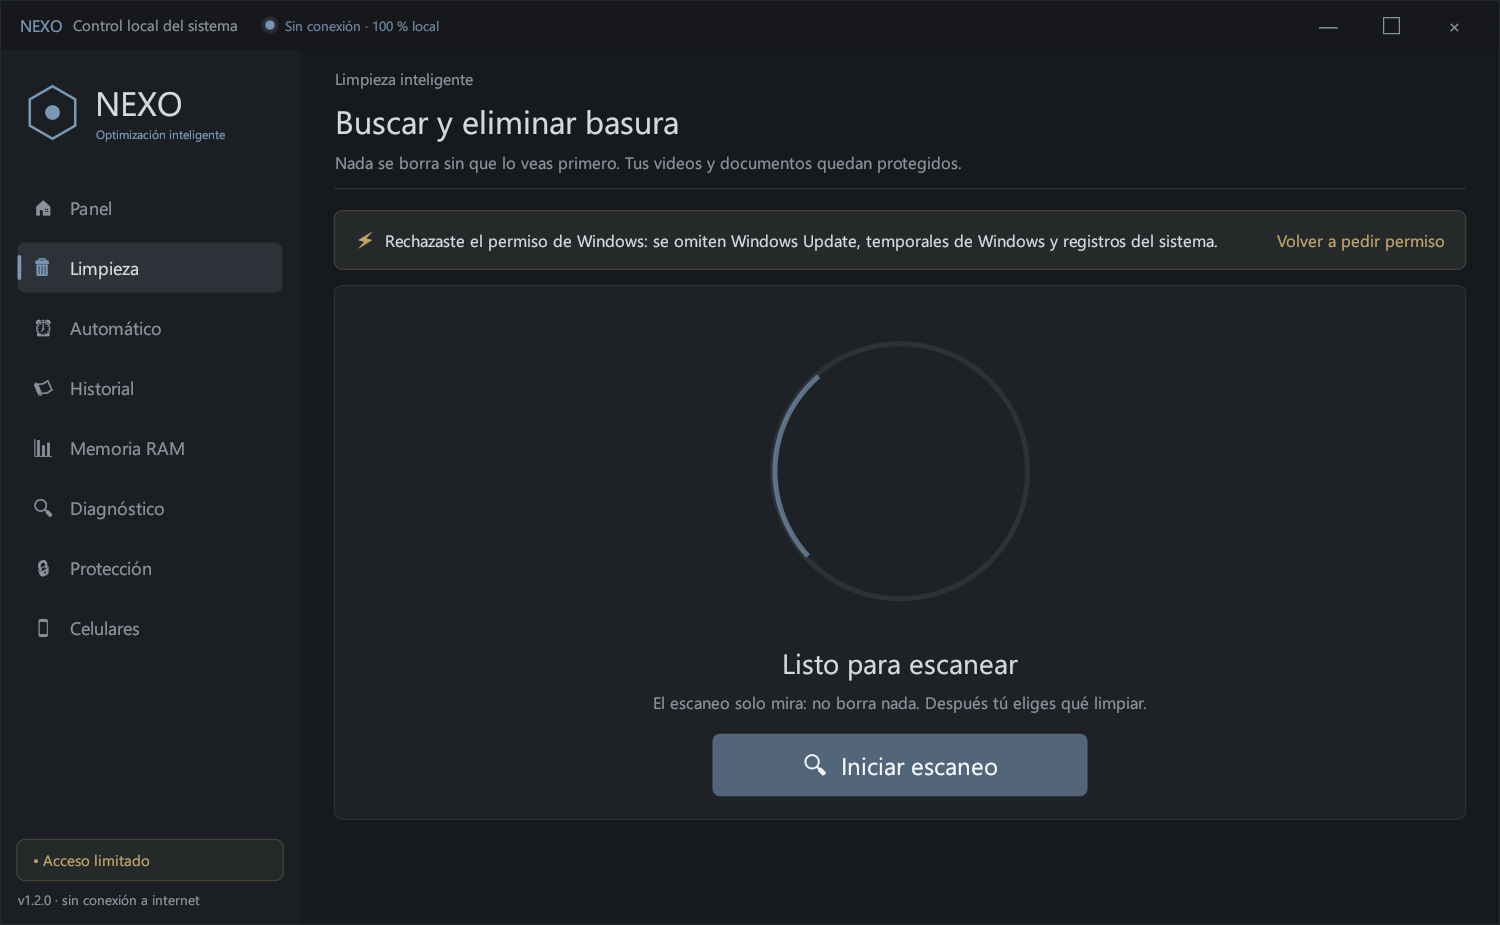 NEXO Control local del sistema Sin conexión · 100 % local
NEXO
Optimización inteligente
Panel
Limpieza
Automático
Historial
Memoria RAM
Diagnóstico
Protección
Celulares
• Acceso limitado
v1.2.0 · sin conexión a internet
Limpieza inteligente
Buscar y eliminar basura
Nada se borra sin que lo veas primero. Tus videos y documentos quedan protegidos.
Rechazaste el permiso de Windows: se omiten Windows Update, temporales de Windows y registros del sistema. Volver a pedir permiso
Listo para escanear
El escaneo solo mira: no borra nada. Después tú eliges qué limpiar.
Iniciar escaneo